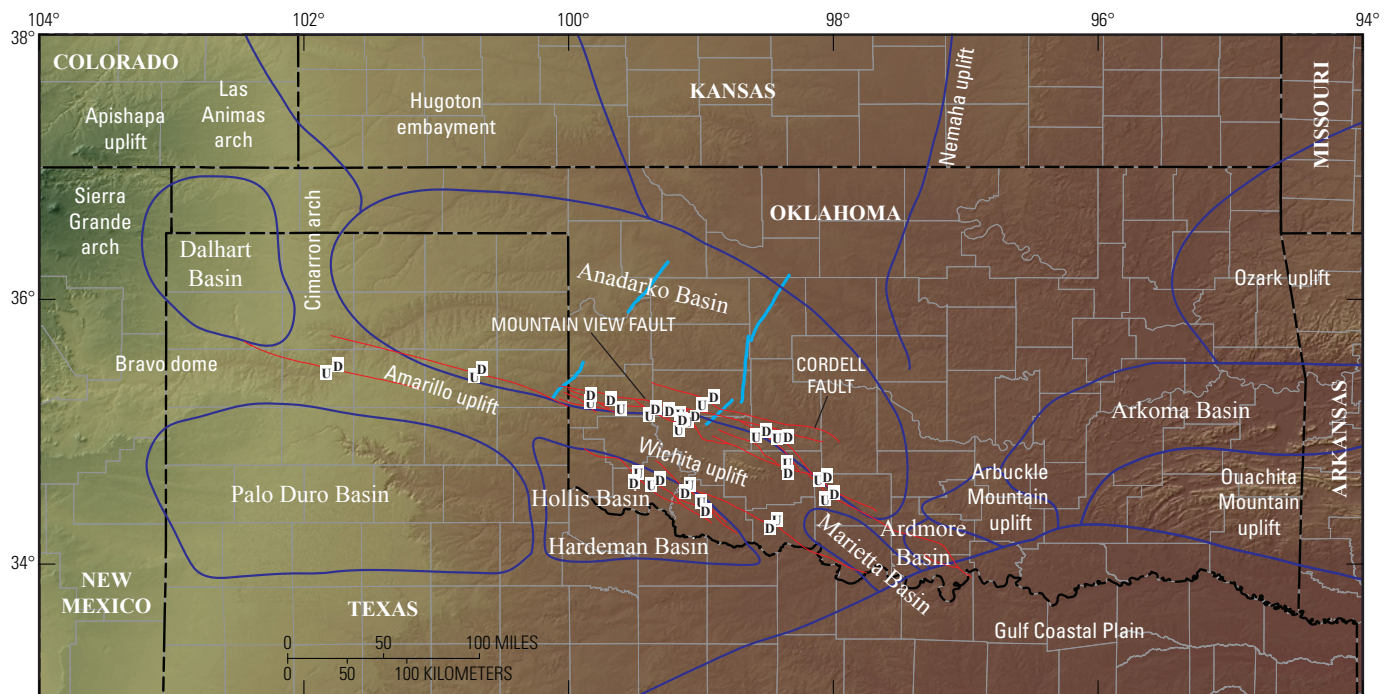 104°
102°
100°
98°
96°
94°
38°
COLORADO
Las
Animas
arch
Apishapa
uplift
Hugoton
embayment
KANSAS
Nemaha uplift
MISSOURI
Sierra
Grande
arch
Cimarron arch
OKLAHOMA
Dalhart
Basin
Anadarko Basin
Ozark uplift
36°
MOUNTAIN VIEW FAULT
CORDELL
FAULT
Bravo dome
Amarillo uplift
U
D
U
D
D
U
D
U
U
D
D
U
D
U
D
U
D
U
D
U
D
U
D
Arkoma Basin
ARKANSAS
Wichita uplift
U
D
U
D
U
D
Palo Duro Basin
Hollis Basin
U
D
U
D
U
D
U
D
Arbuckle
Mountain
uplift
Ouachita
Mountain
uplift
Hardeman Basin
U
D
Marietta Basin
Ardmore
Basin
34°
NEW
MEXICO
TEXAS
Gulf Coastal Plain
0 50 100 MILES
0 50 100 KILOMETERS